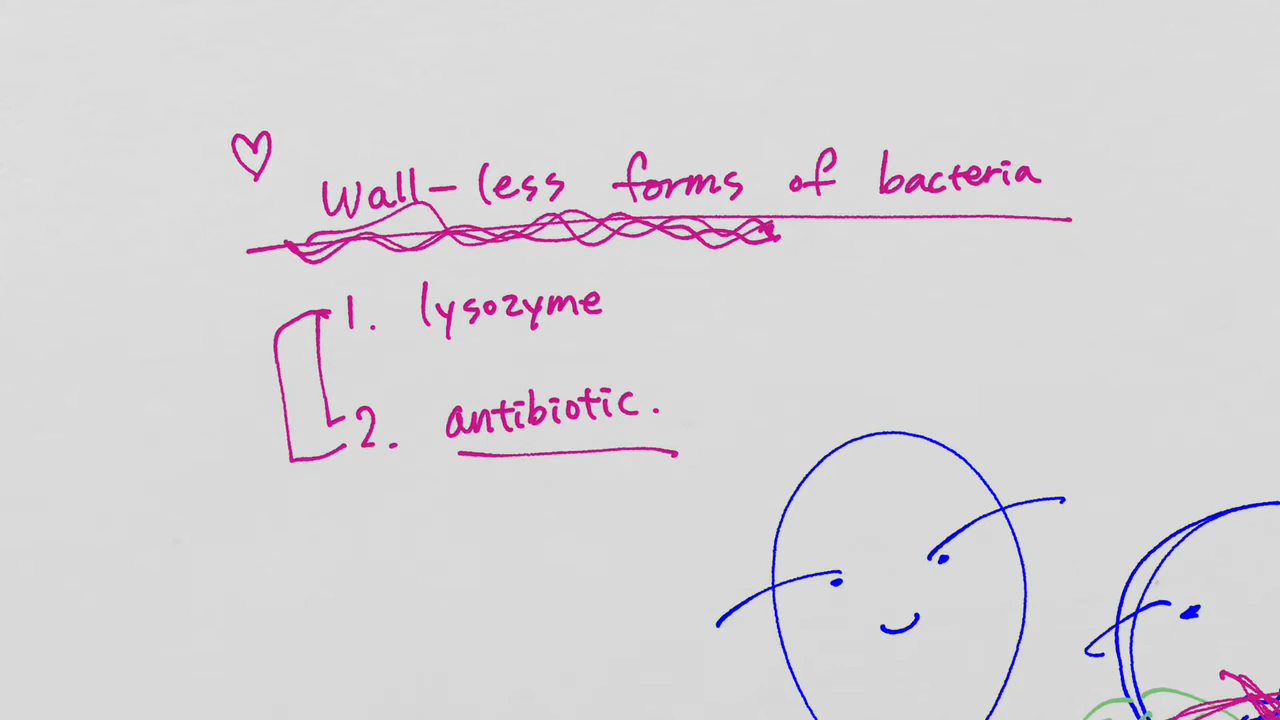 Wall-less forms of bacteria
1. lysozyme
2. antibiotic.